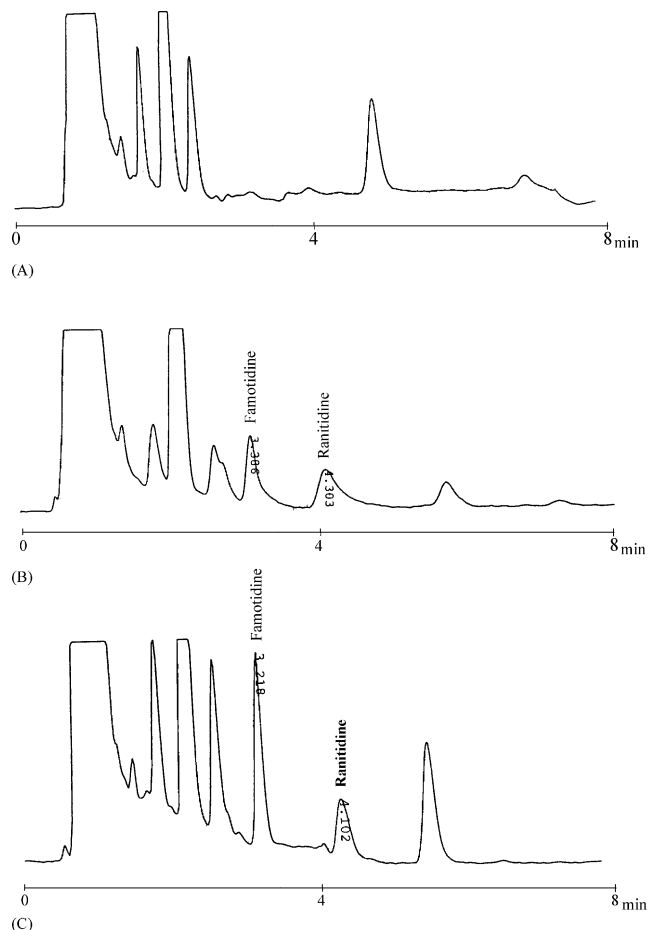 0 4 8 min
(A)
Famotidine
3.386
Ranitidine
4.303
0 4 8 min
(B)
Famotidine
3.218
Ranitidine
4.102
0 4 8 min
(C)